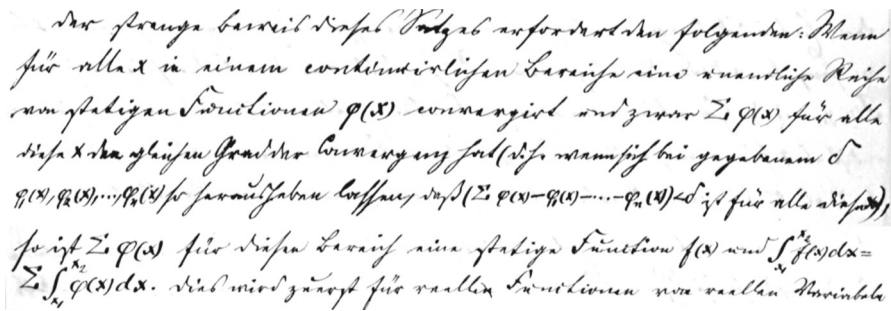 Der strenge Beweis dieses Satzes erfordert den folgenden: Wenn
für alle x in einem continuirlichen Bereiche eine unendliche Reihe
von stetigen Functionen φ(x) convergirt und zwar Σ φ(x) für alle
diese x den gleichen Grad der Convergenz hat (d.h. wenn sich bei gegebenem δ
φ₁(x), φ₂(x), ..., φₙ(x) so herausheben lassen, daß (Σ φ(x)−φ₁(x)−....−φₙ(x))<δ ist für alle diese x),
so ist Σ φ(x) für diesen Bereich eine stetige Function f(x) und ∫ₓ₁ˣ² f(x)dx=
Σ ∫ₓ₁ˣ² φ(x)dx. Dies wird zuerst für reelle Functionen von reellen Variabeln